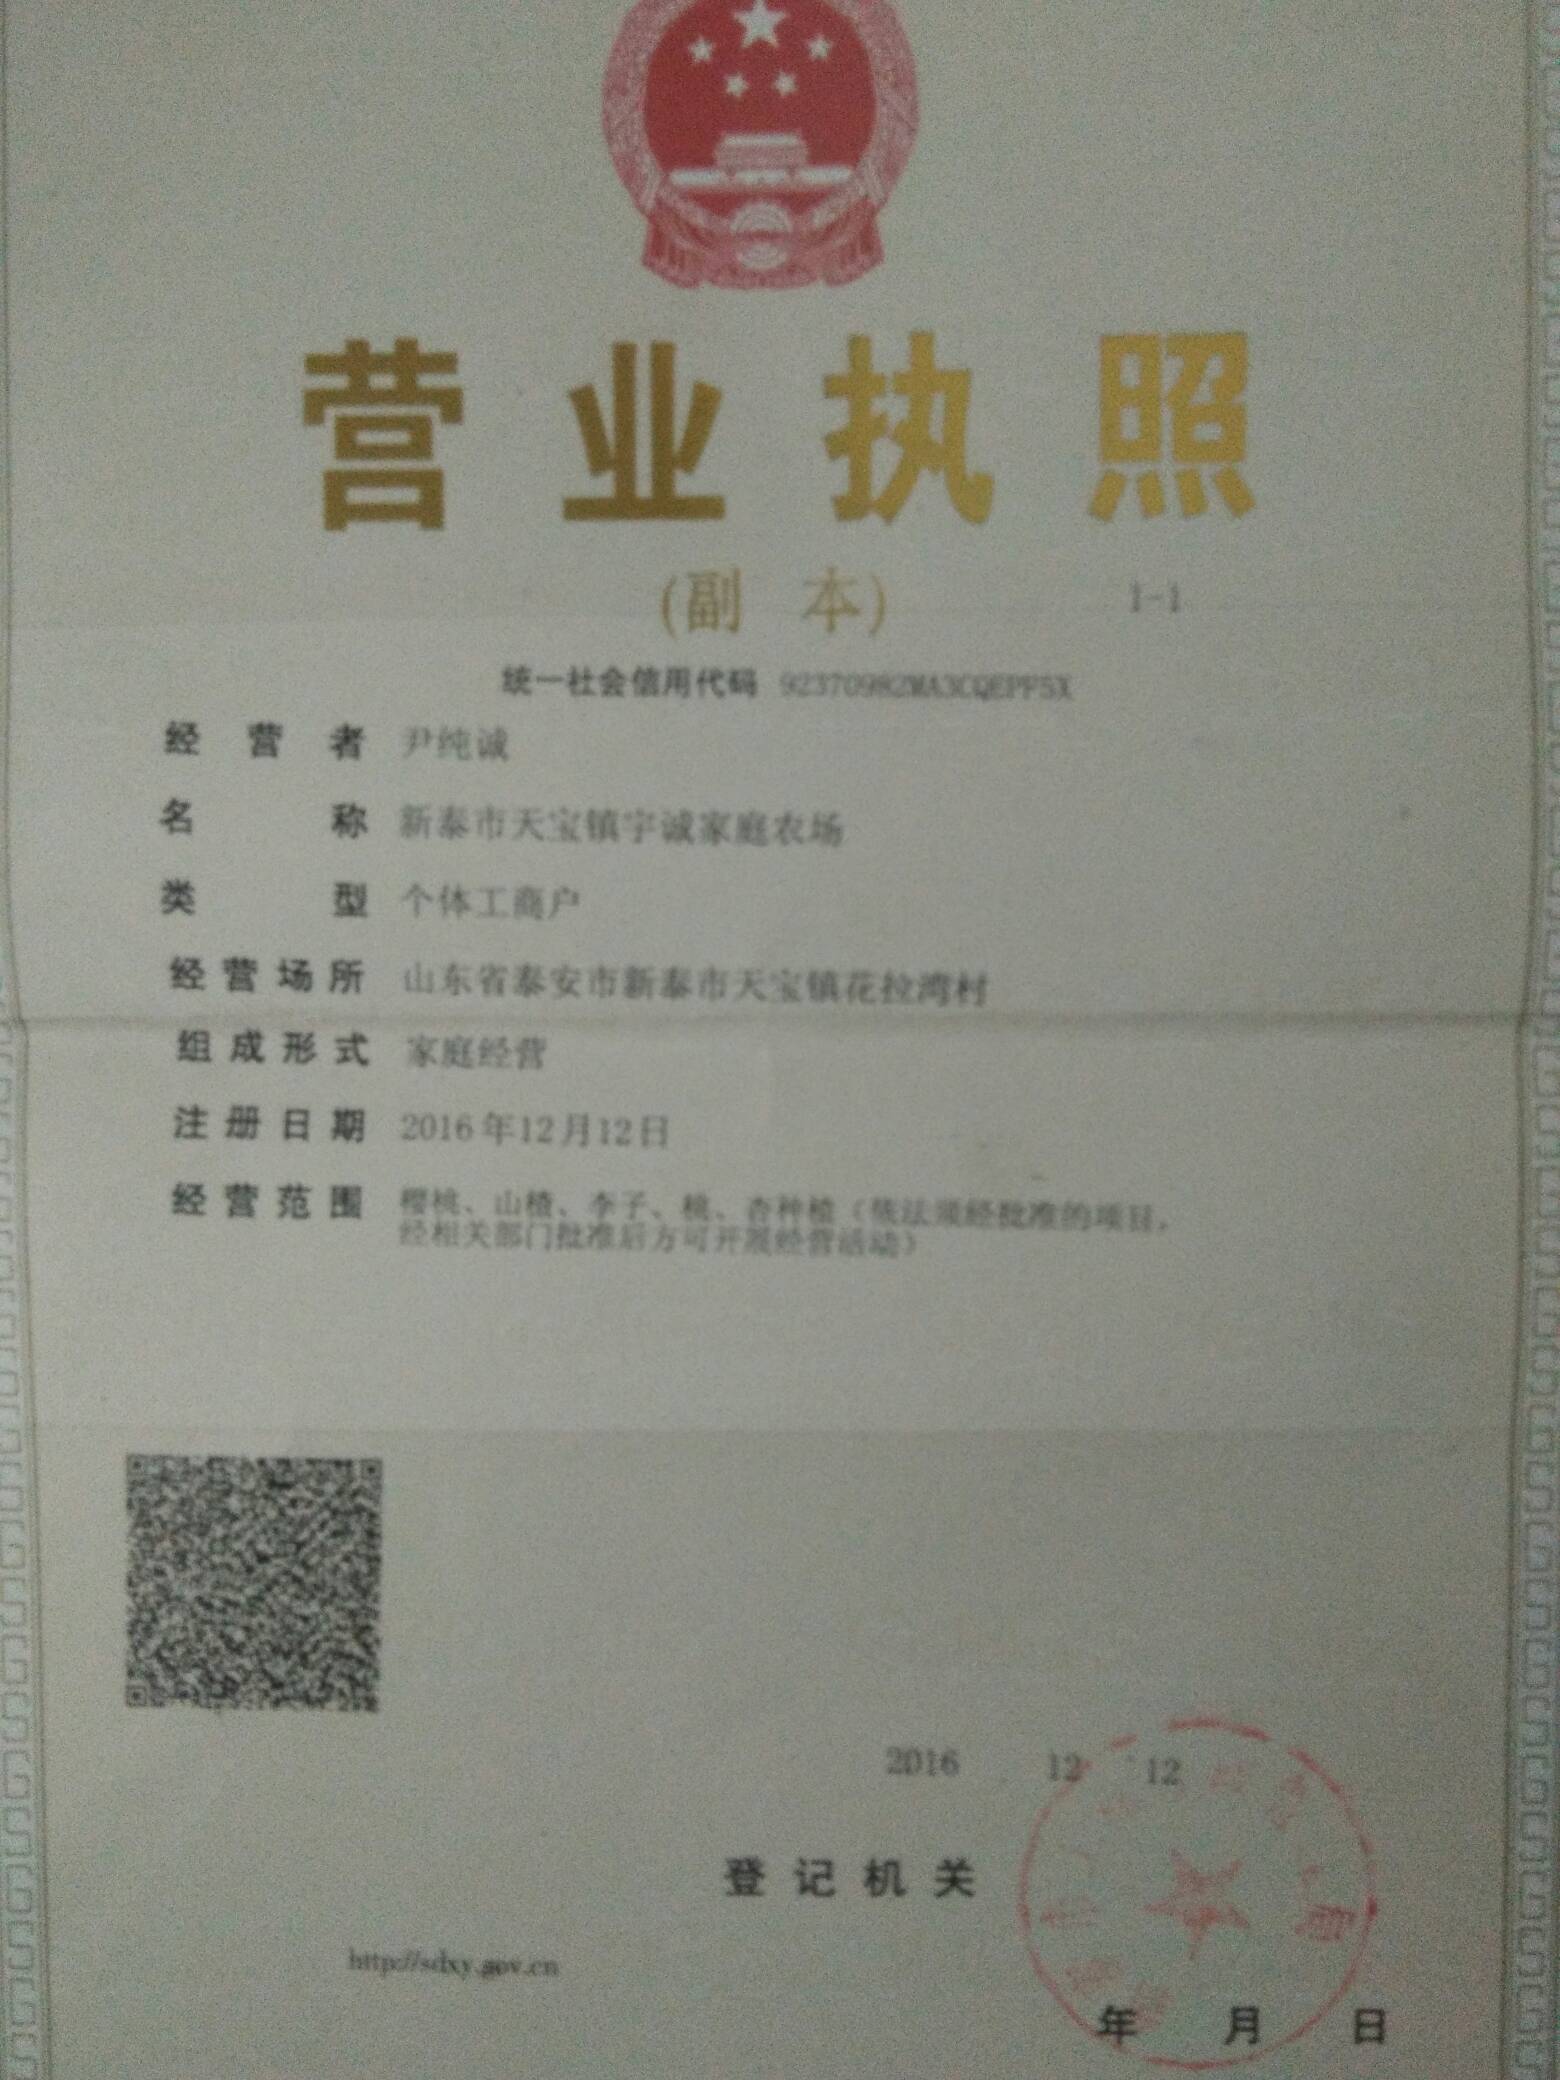 营业执照
(副 本) 1-1
统一社会信用代码 92370982MA3CQEPF5X
经营者 尹纯诚
名称 新泰市天宝镇宇诚家庭农场
类型 个体工商户
经营场所 山东省泰安市新泰市天宝镇花拉湾村
组成形式 家庭经营
注册日期 2016年12月12日
经营范围 樱桃、山楂、李子、桃、杏种植（依法须经批准的项目，
经相关部门批准后方可开展经营活动）
2016 12 12
登记机关
http://sdxy.gov.cn
年 月 日